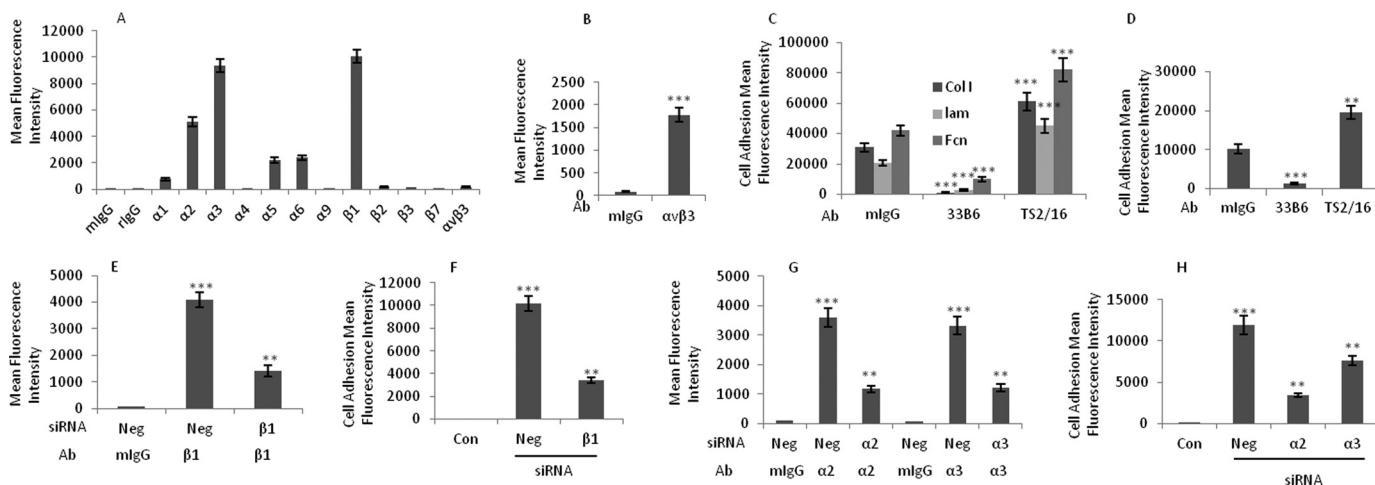 A
Mean Fluorescence
Intensity
12000
10000
8000
6000
4000
2000
0
mIgG
rIgG
α1
α2
α3
α4
α5
α6
α9
β1
β2
β3
β7
αvβ3
B
Mean Fluorescence
Intensity
2500
2000
1500
1000
500
0
***
Ab
mIgG
αvβ3
C
Cell Adhesion Mean
Fluorescence Intensity
100000
80000
60000
40000
20000
0
Col I
lam
Fcn
***
***
***
***
***
***
Ab
mIgG
33B6
TS2/16
D
Cell Adhesion Mean
Fluorescence Intensity
30000
20000
10000
0
***
**
Ab
mIgG
33B6
TS2/16
E
Mean Fluorescence
Intensity
5000
4000
3000
2000
1000
0
***
**
siRNA
Neg
Neg
β1
Ab
mIgG
β1
β1
F
Cell Adhesion Mean
Fluorescence Intensity
12000
10000
8000
6000
4000
2000
0
***
**
Con
Neg
β1
siRNA
G
Mean Fluorescence
Intensity
5000
4000
3000
2000
1000
0
***
**
***
**
siRNA
Neg
Neg
α2
Neg
Neg
α3
Ab
mIgG
α2
α2
mIgG
α3
α3
H
Cell Adhesion Mean
Fluorescence Intensity
15000
10000
5000
0
***
**
**
Con
Neg
α2
α3
siRNA